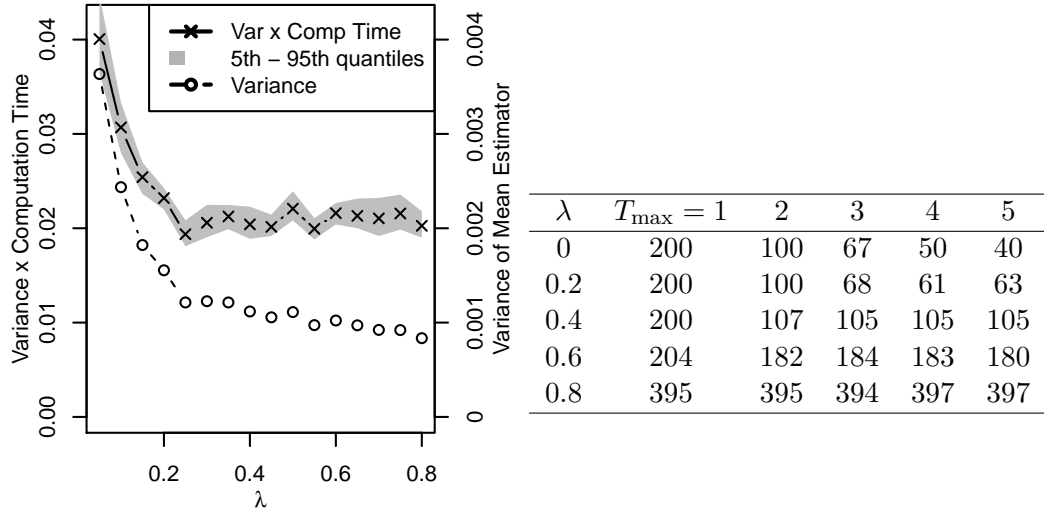 Var x Comp Time
5th − 95th quantiles
Variance
Variance x Computation Time
0.00
0.01
0.02
0.03
0.04
0.2
0.4
0.6
0.8
λ
0
0.001
0.002
0.003
0.004
Variance of Mean Estimator
λ T_max = 1 2 3 4 5
0 200 100 67 50 40
0.2 200 100 68 61 63
0.4 200 107 105 105 105
0.6 204 182 184 183 180
0.8 395 395 394 397 397